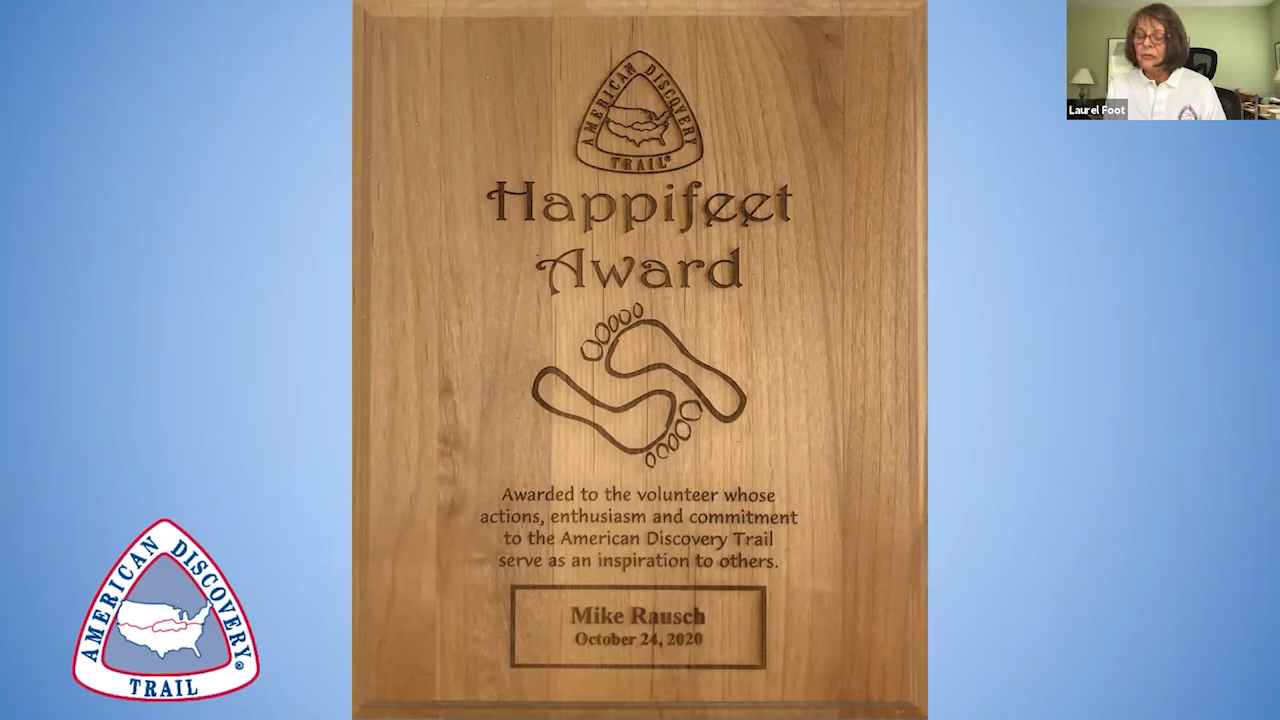 AMERICAN DISCOVERY
TRAIL®
Happifeet
Award
Awarded to the volunteer whose
actions, enthusiasm and commitment
to the American Discovery Trail
serve as an inspiration to others.
Mike Rausch
October 24, 2020
AMERICAN DISCOVERY
TRAIL®
Laurel Foot